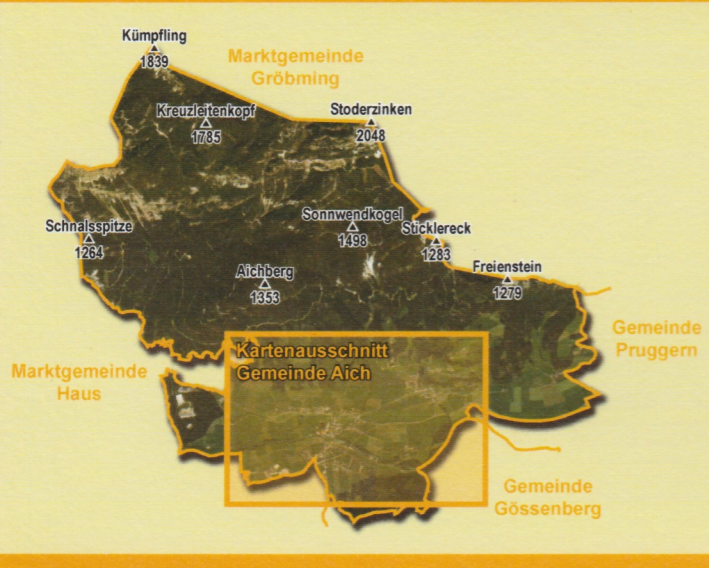 Kümpfling
1839
Marktgemeinde
Gröbming
Kreuzleitenkopf
1785
Stoderzinken
2048
Schnalsspitze
1264
Sonnwendkogel
1498
Sticklereck
1283
Aichberg
1353
Freienstein
1279
Gemeinde
Pruggern
Kartenausschnitt
Gemeinde Aich
Marktgemeinde
Haus
Gemeinde
Gössenberg